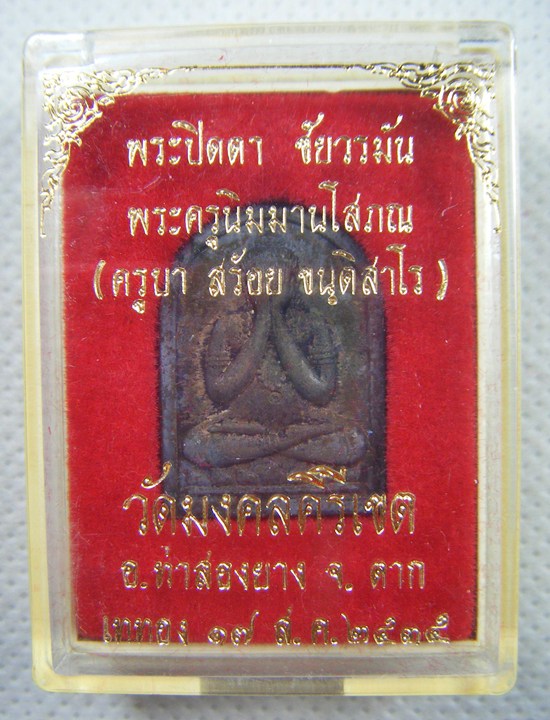 พระปิดตา ชัยวรมัน
พระครูนิมมานโสภณ
(ครูบา สร้อย ขนฺติสาโร)
วัดมงคลคีรีเขต
อ.ท่าสองยาง จ. ตาก
เททอง ๑๗ ส.ค.๒๕๓๕